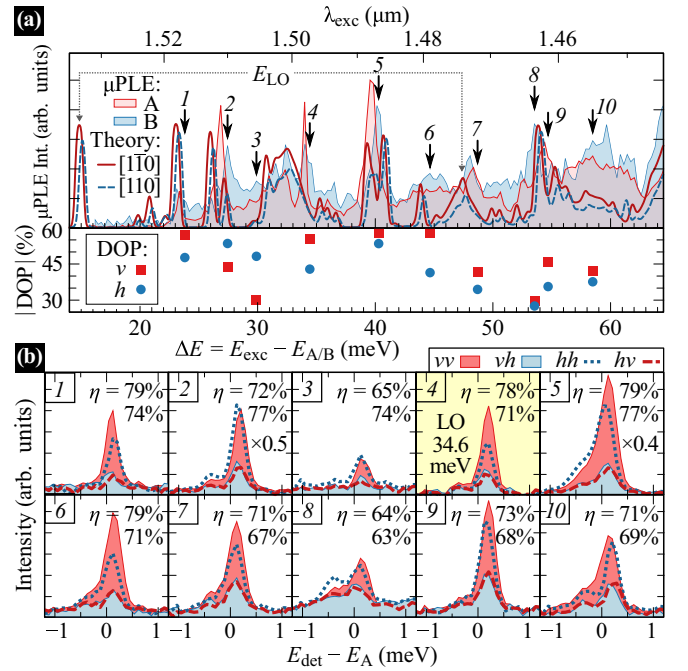 (a)
λexc (μm)
1.52 1.50 1.48 1.46
μPLE Int. (arb. units)
μPLE:
A
B
Theory:
[11̅0]
[110]
ELO
1 2 3 4 5 6 7 8 9 10
|DOP| (%)
60
45
30
DOP:
v
h
20 30 40 50 60
ΔE = Eexc − EA/B (meV)
(b)
vv vh hh hv
Intensity (arb. units)
1 η = 79% 74%
2 η = 72% 77% ×0.5
3 η = 65% 74%
4 η = 78% 71% LO 34.6 meV
5 η = 79% 77% ×0.4
6 η = 79% 71%
7 η = 71% 67%
8 η = 64% 63%
9 η = 73% 68%
10 η = 71% 69%
−1 0 1 −1 0 1 −1 0 1 −1 0 1 −1 0 1
Edet − EA (meV)